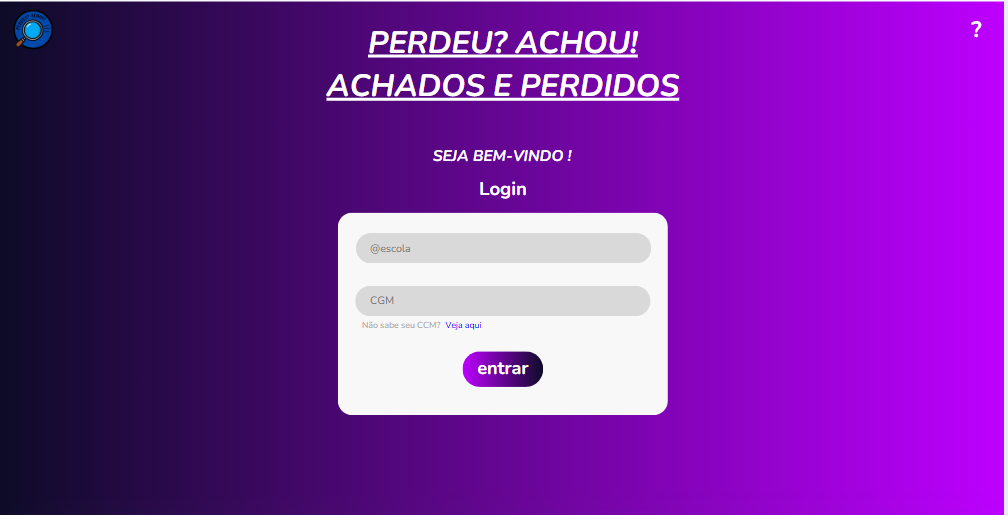 ?
PERDEU? ACHOU!
ACHADOS E PERDIDOS
SEJA BEM-VINDO !
Login
@escola
CGM
Não sabe seu CCM? Veja aqui
entrar